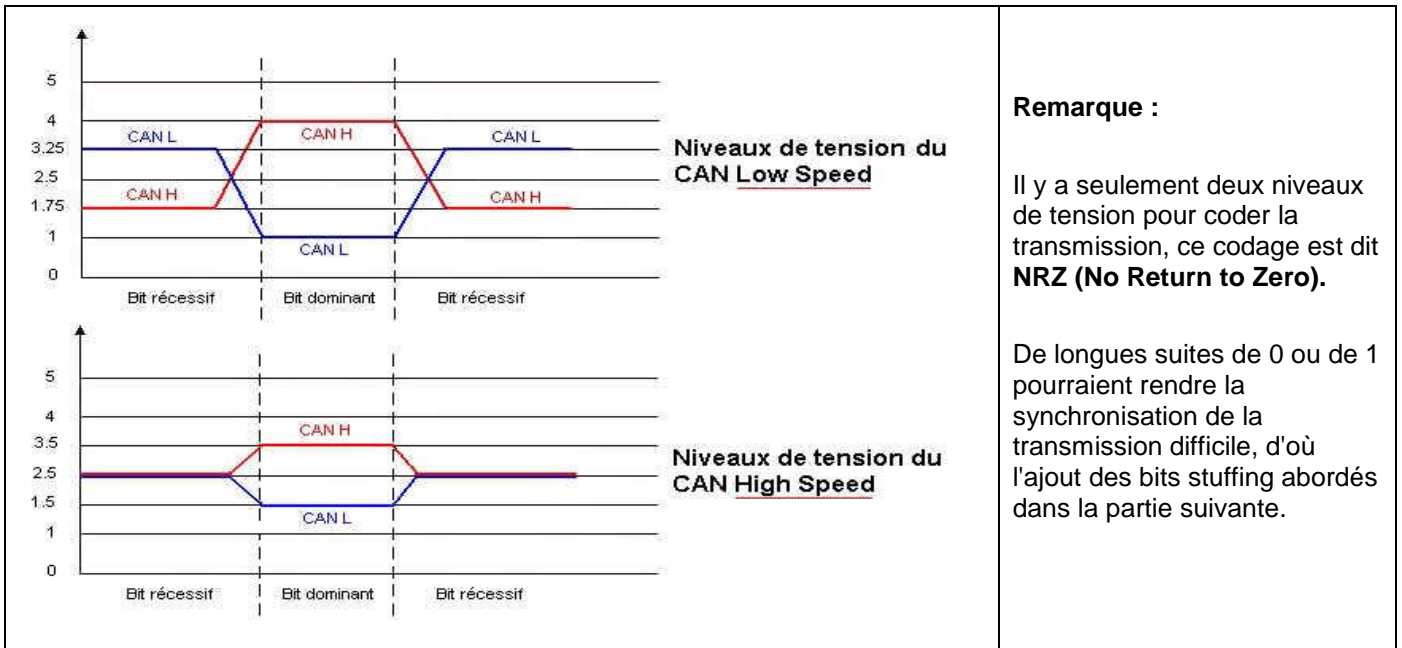 5
4
3.25
2.5
1.75
1
0
CAN L
CAN H
CAN L
CAN H
CAN H
CAN L
Bit récessif
Bit dominant
Bit récessif
Niveaux de tension du
CAN Low Speed
5
4
3.5
2.5
1.5
1
0
CAN H
CAN L
Bit récessif
Bit dominant
Bit récessif
Niveaux de tension du
CAN High Speed
Remarque :
Il y a seulement deux niveaux
de tension pour coder la
transmission, ce codage est dit
NRZ (No Return to Zero).
De longues suites de 0 ou de 1
pourraient rendre la
synchronisation de la
transmission difficile, d'où
l'ajout des bits stuffing abordés
dans la partie suivante.